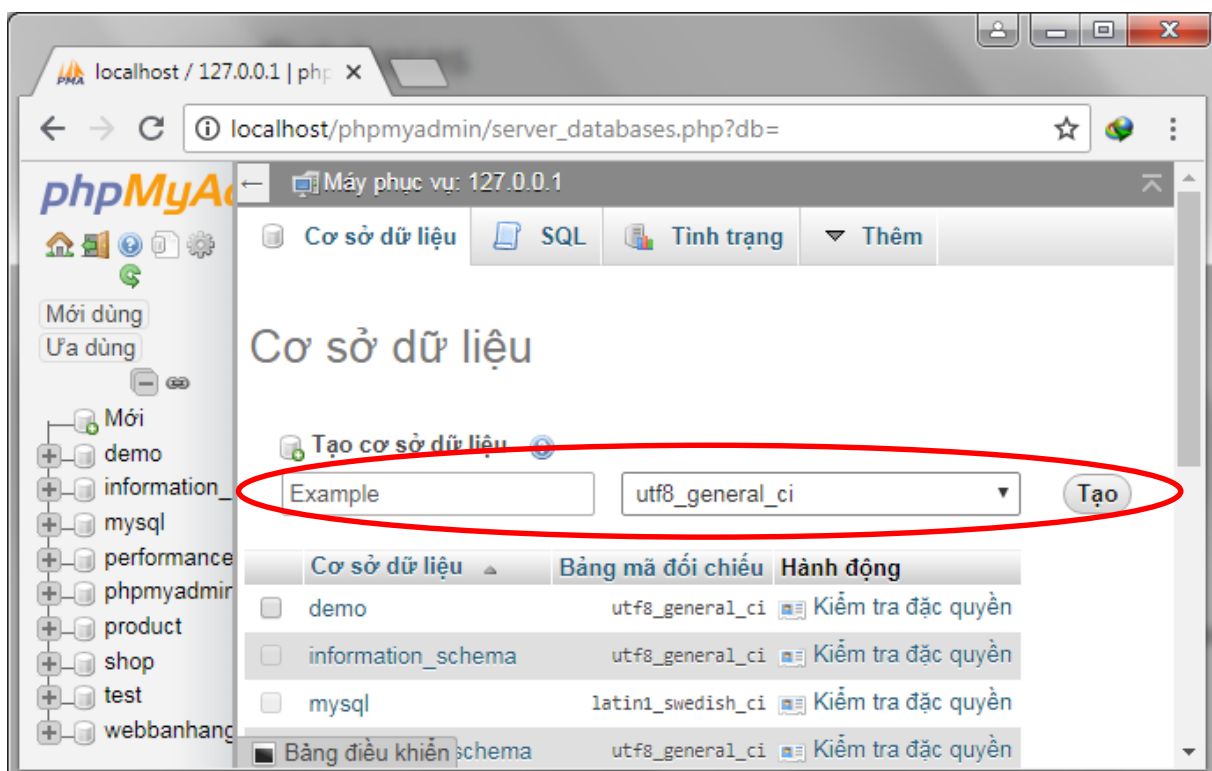 localhost / 127.0.0.1 | php
localhost/phpmyadmin/server_databases.php?db=
phpMyAd
Mới dùng
Ưa dùng
Mới
demo
information_
mysql
performance
phpmyadmin
product
shop
test
webbanhang
Máy phục vụ: 127.0.0.1
Cơ sở dữ liệu SQL Tình trạng Thêm
Cơ sở dữ liệu
Tạo cơ sở dữ liệu
Example utf8_general_ci Tạo
Cơ sở dữ liệu Bảng mã đối chiếu Hành động
demo utf8_general_ci Kiểm tra đặc quyền
information_schema utf8_general_ci Kiểm tra đặc quyền
mysql latin1_swedish_ci Kiểm tra đặc quyền
schema utf8_general_ci Kiểm tra đặc quyền
Bảng điều khiển